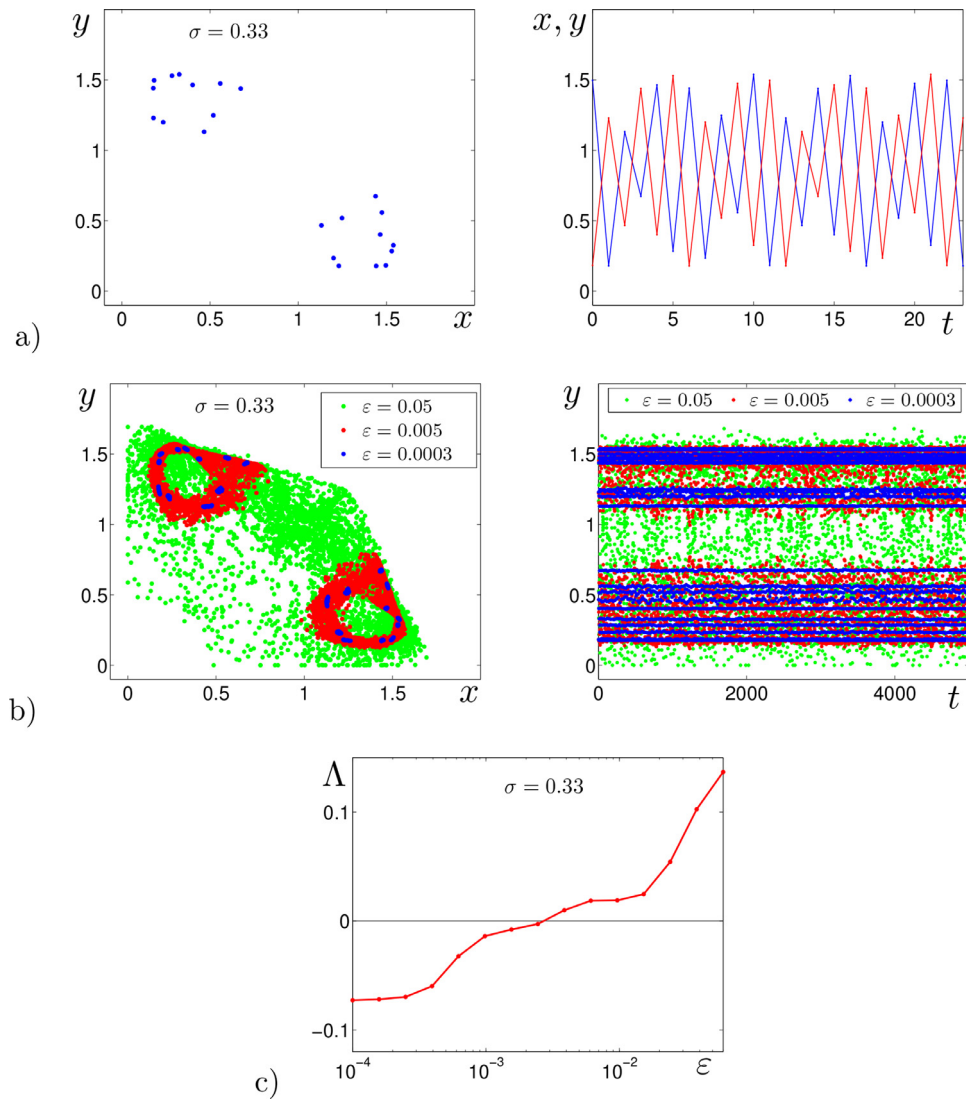 y
σ = 0.33
1.5
1
0.5
0
0 0.5 1 1.5 x
a)
x, y
1.5
1
0.5
0
0 5 10 15 20 t
y
σ = 0.33
ε = 0.05
ε = 0.005
ε = 0.0003
1.5
1
0.5
0
0 0.5 1 1.5 x
b)
y
ε = 0.05 ε = 0.005 ε = 0.0003
1.5
1
0.5
0
0 2000 4000 t
Λ
σ = 0.33
0.1
0
−0.1
10⁻⁴ 10⁻³ 10⁻² ε
c)